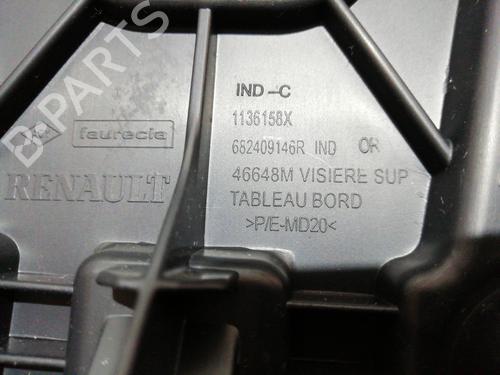 B-PARTS
IND-C
1136158X
faurecia
682409146R IND OR
RENAULT
46648M VISIERE SUP
TABLEAU BORD
>P/E-MD20<